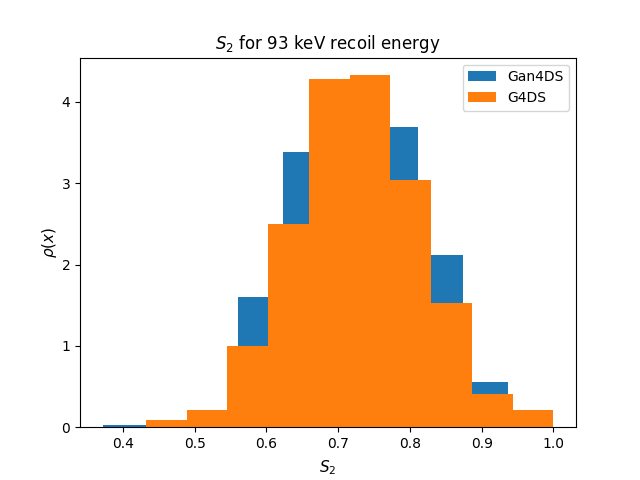 S₂ for 93 keV recoil energy
Gan4DS
G4DS
ρ(x)
4
3
2
1
0
0.4 0.5 0.6 0.7 0.8 0.9 1.0
S₂